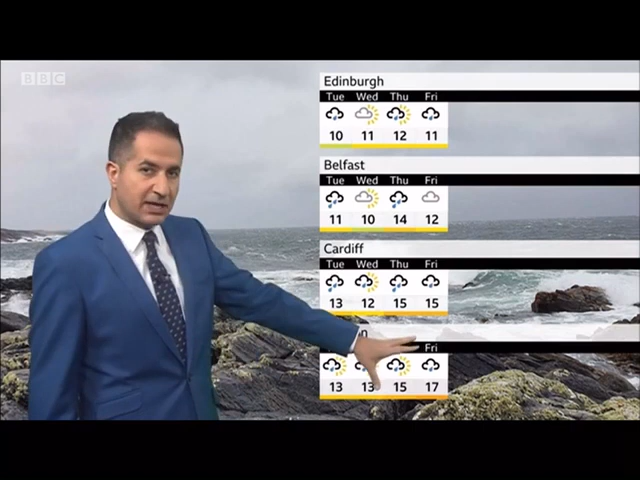 BBC
Edinburgh
Tue Wed Thu Fri
10 11 12 11
Belfast
Tue Wed Thu Fri
11 10 14 12
Cardiff
Tue Wed Thu Fri
13 12 15 15
Fri
13 13 15 17